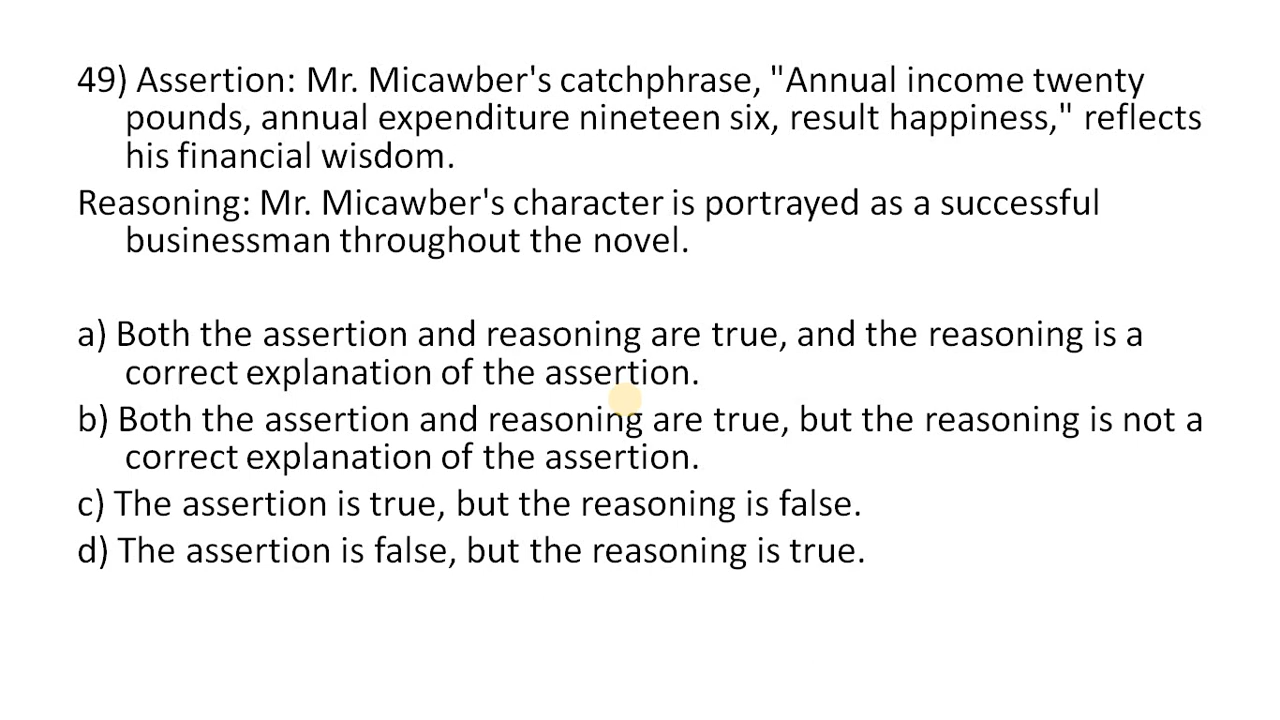 49) Assertion: Mr. Micawber's catchphrase, "Annual income twenty
pounds, annual expenditure nineteen six, result happiness," reflects
his financial wisdom.
Reasoning: Mr. Micawber's character is portrayed as a successful
businessman throughout the novel.
a) Both the assertion and reasoning are true, and the reasoning is a
correct explanation of the assertion.
b) Both the assertion and reasoning are true, but the reasoning is not a
correct explanation of the assertion.
c) The assertion is true, but the reasoning is false.
d) The assertion is false, but the reasoning is true.